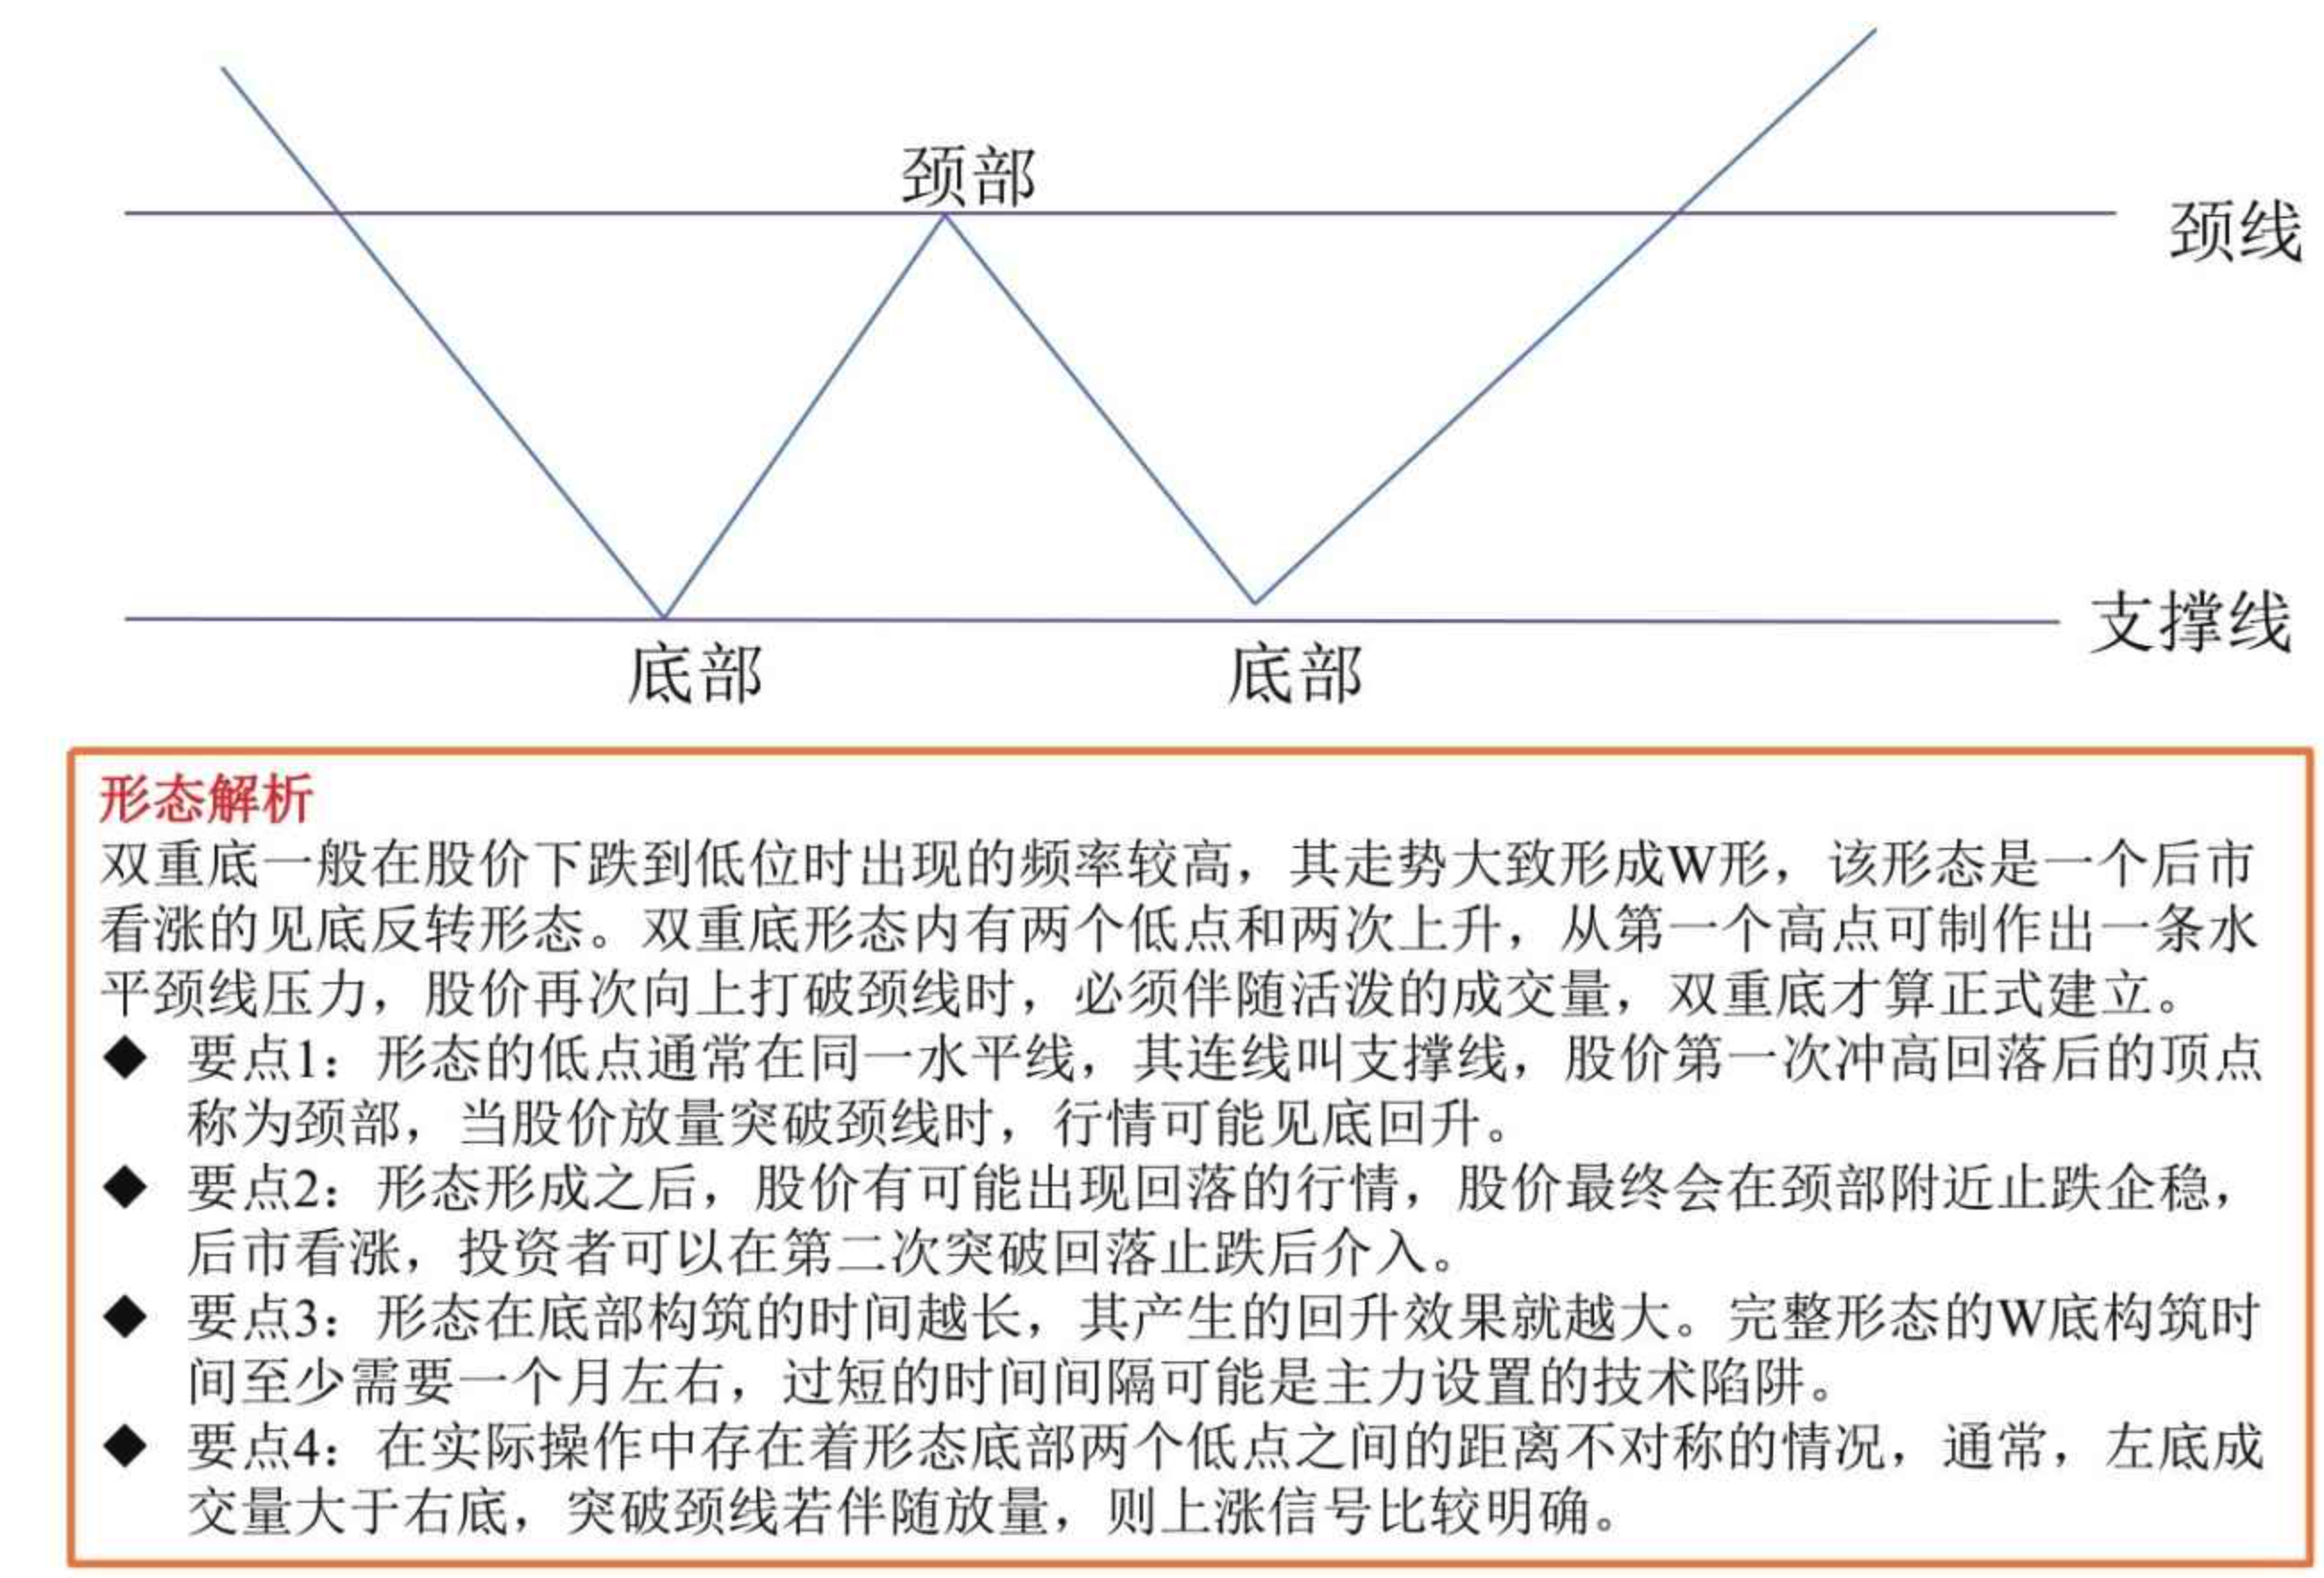 颈部
颈线
支撑线
底部
底部
形态解析
双重底一般在股价下跌到低位时出现的频率较高，其走势大致形成W形，该形态是一个后市
看涨的见底反转形态。双重底形态内有两个低点和两次上升，从第一个高点可制作出一条水
平颈线压力，股价再次向上打破颈线时，必须伴随活泼的成交量，双重底才算正式建立。
◆ 要点1：形态的低点通常在同一水平线，其连线叫支撑线，股价第一次冲高回落后的顶点
称为颈部，当股价放量突破颈线时，行情可能见底回升。
◆ 要点2：形态形成之后，股价有可能出现回落的行情，股价最终会在颈部附近止跌企稳，
后市看涨，投资者可以在第二次突破回落止跌后介入。
◆ 要点3：形态在底部构筑的时间越长，其产生的回升效果就越大。完整形态的W底构筑时
间至少需要一个月左右，过短的时间间隔可能是主力设置的技术陷阱。
◆ 要点4：在实际操作中存在着形态底部两个低点之间的距离不对称的情况，通常，左底成
交量大于右底，突破颈线若伴随放量，则上涨信号比较明确。